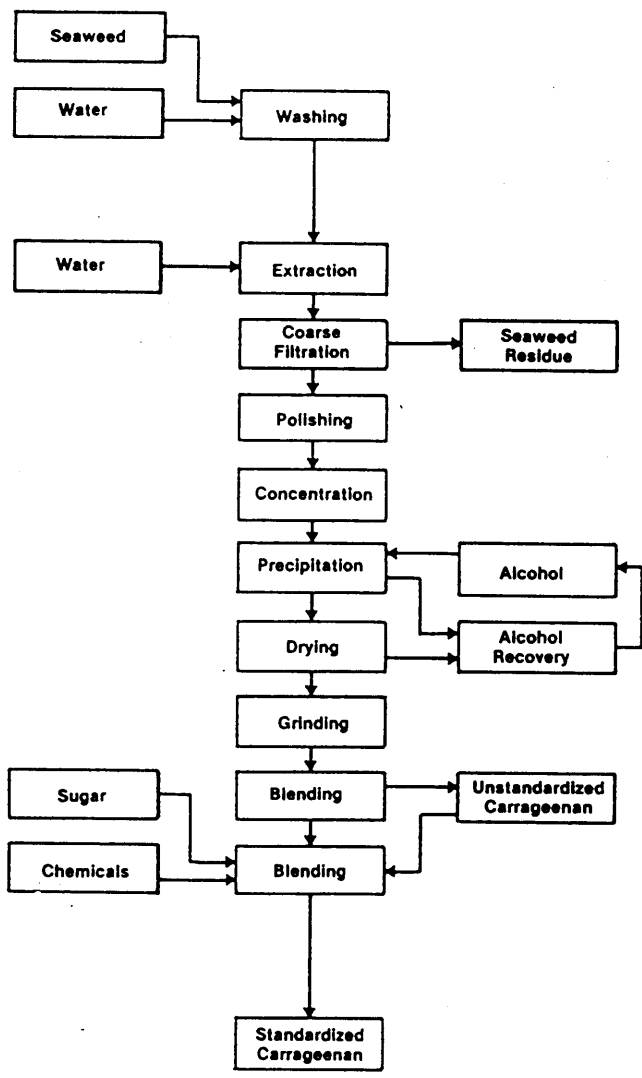 Seaweed
Water
Washing
Water
Extraction
Coarse
Filtration
Seaweed
Residue
Polishing
Concentration
Precipitation
Alcohol
Drying
Alcohol
Recovery
Grinding
Sugar
Blending
Unstandardized
Carrageenan
Chemicals
Blending
Standardized
Carrageenan